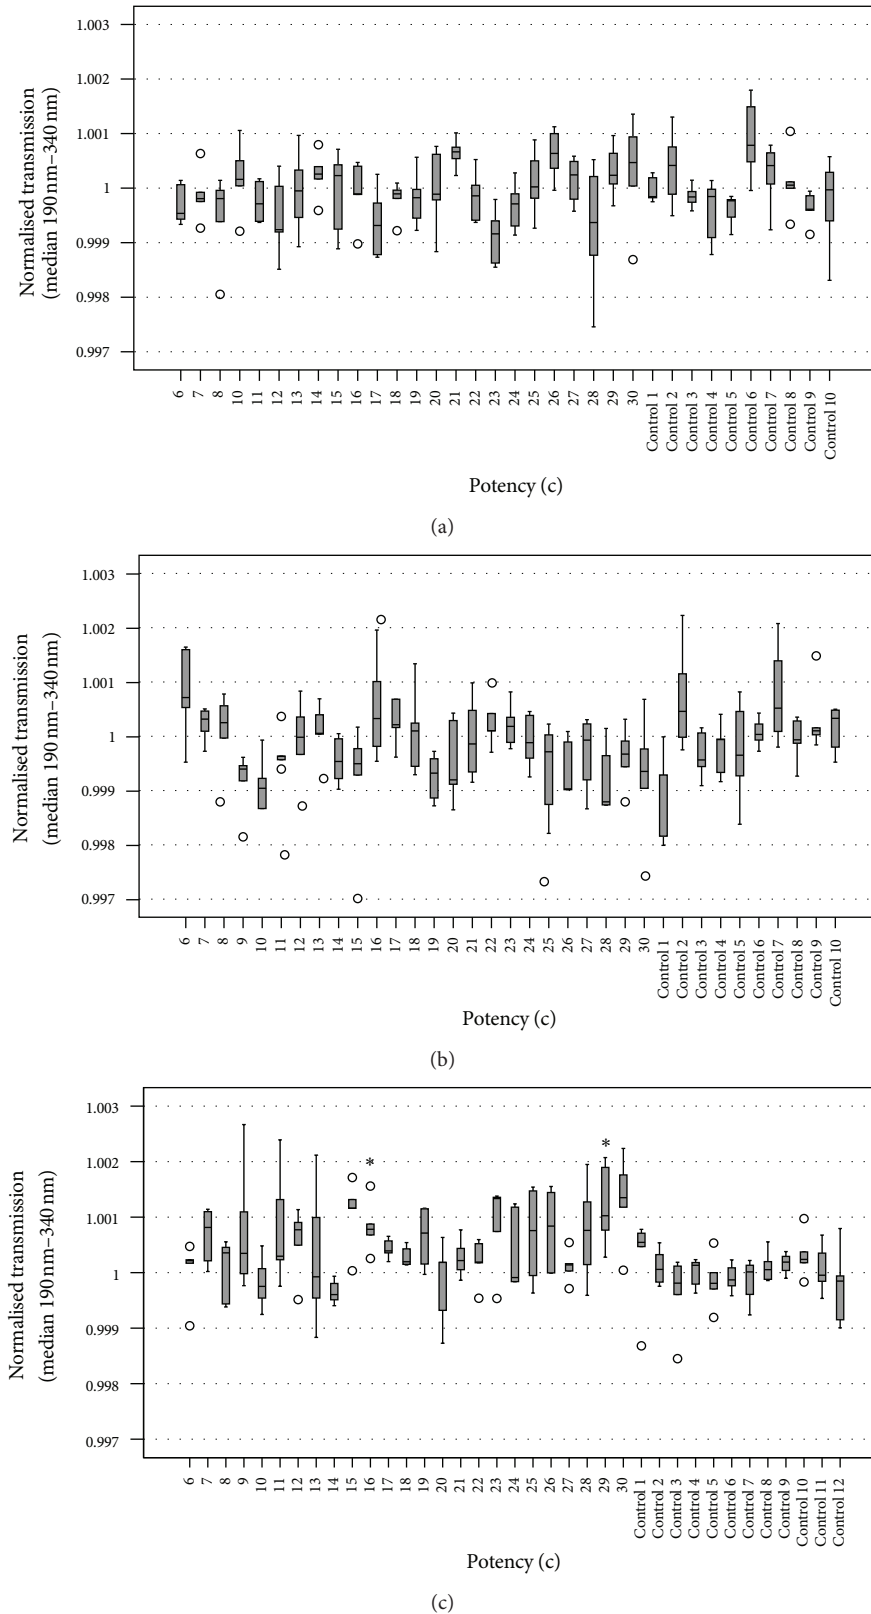 1.003
1.002
1.001
1
0.999
0.998
0.997
Normalised transmission
(median 190 nm–340 nm)
6 7 8 10 11 12 13 14 15 16 17 18 19 20 21 22 23 24 25 26 27 28 29 30 Control 1 Control 2 Control 3 Control 4 Control 5 Control 6 Control 7 Control 8 Control 9 Control 10
Potency (c)
(a)
1.003
1.002
1.001
1
0.999
0.998
0.997
Normalised transmission
(median 190 nm–340 nm)
6 7 8 9 10 11 12 13 14 15 16 17 18 19 20 21 22 23 24 25 26 27 28 29 30 Control 1 Control 2 Control 3 Control 4 Control 5 Control 6 Control 7 Control 8 Control 9 Control 10
Potency (c)
(b)
1.003
1.002
1.001
1
0.999
0.998
0.997
Normalised transmission
(median 190 nm–340 nm)
* *
6 7 8 9 10 11 12 13 14 15 16 17 18 19 20 21 22 23 24 25 26 27 28 29 30 Control 1 Control 2 Control 3 Control 4 Control 5 Control 6 Control 7 Control 8 Control 9 Control 10 Control 11 Control 12
Potency (c)
(c)